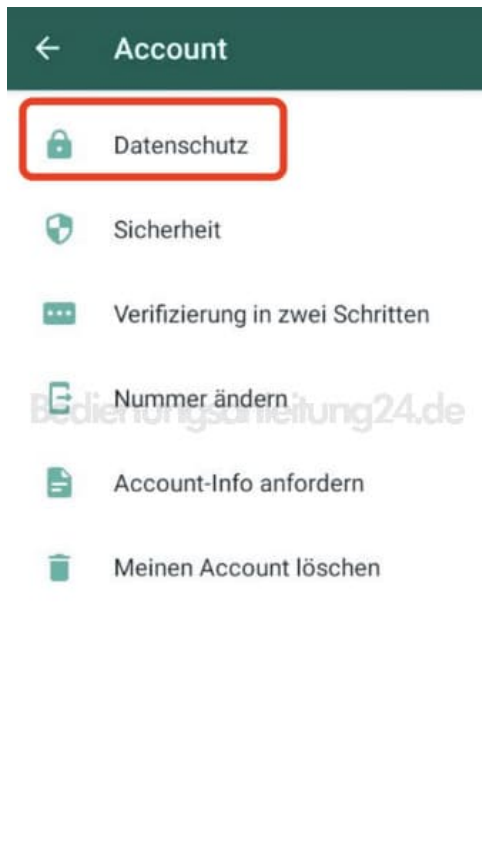 Account
Datenschutz
Sicherheit
Verifizierung in zwei Schritten
Nummer ändern
Bedienungsanleitung24.de
Account-Info anfordern
Meinen Account löschen